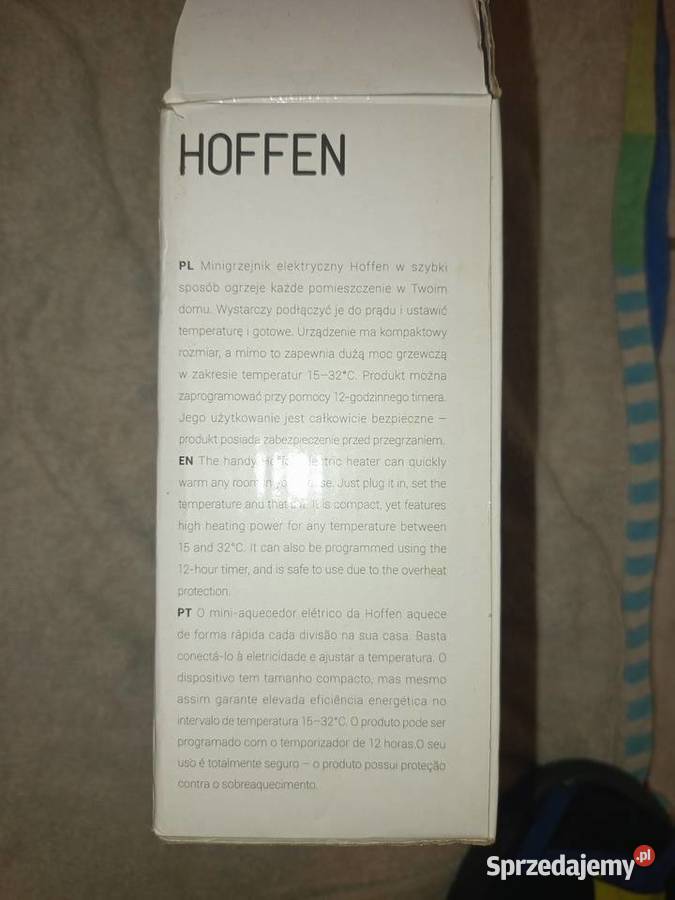 HOFFEN
PL Minigrzejnik elektryczny Hoffen w szybki
sposób ogrzeje każde pomieszczenie w Twoim
domu. Wystarczy podłączyć je do prądu i ustawić
temperaturę i gotowe. Urządzenie ma kompaktowy
rozmiar, a mimo to zapewnia dużą moc grzewczą
w zakresie temperatur 15–32°C. Produkt można
zaprogramować przy pomocy 12-godzinnego timera.
Jego użytkowanie jest całkowicie bezpieczne –
produkt posiada zabezpieczenie przed przegrzaniem.
EN The handy Hoffen electric heater can quickly
warm any room in your house. Just plug it in, set the
temperature and that's it. It is compact, yet features
high heating power for any temperature between
15 and 32°C. It can also be programmed using the
12-hour timer, and is safe to use due to the overheat
protection.
PT O mini-aquecedor elétrico da Hoffen aquece
de forma rápida cada divisão na sua casa. Basta
conectá-lo à eletricidade e ajustar a temperatura. O
dispositivo tem tamanho compacto, mas mesmo
assim garante elevada eficiência energética no
intervalo de temperatura 15–32°C. O produto pode ser
programado com o temporizador de 12 horas.O seu
uso é totalmente seguro – o produto possui proteção
contra o sobreaquecimento.
Sprzedajemy.pl